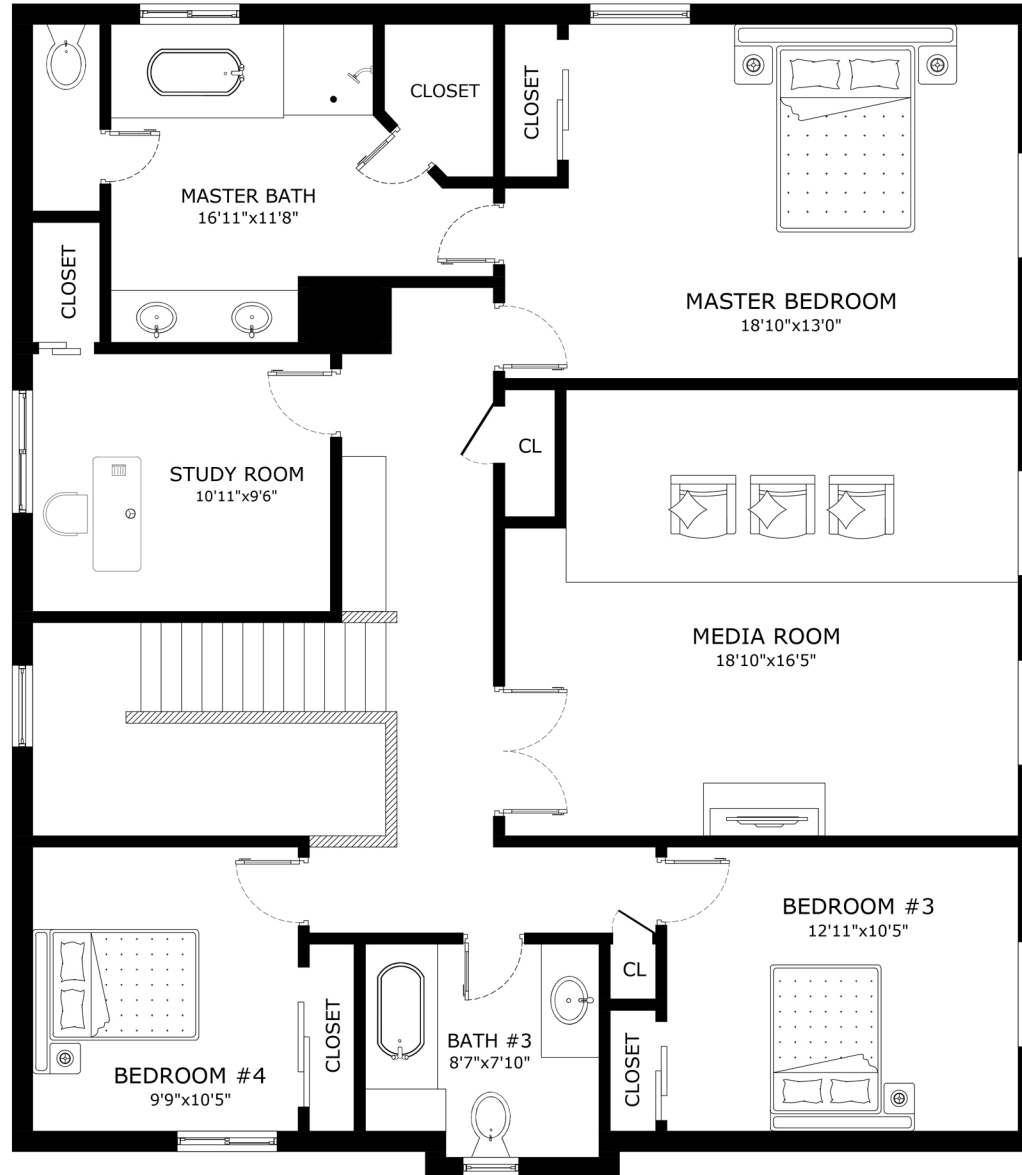 CLOSET
CLOSET
MASTER BATH
16'11"x11'8"
CLOSET
MASTER BEDROOM
18'10"x13'0"
CL
STUDY ROOM
10'11"x9'6"
MEDIA ROOM
18'10"x16'5"
BEDROOM #3
12'11"x10'5"
CL
CLOSET
BATH #3
8'7"x7'10"
CLOSET
BEDROOM #4
9'9"x10'5"